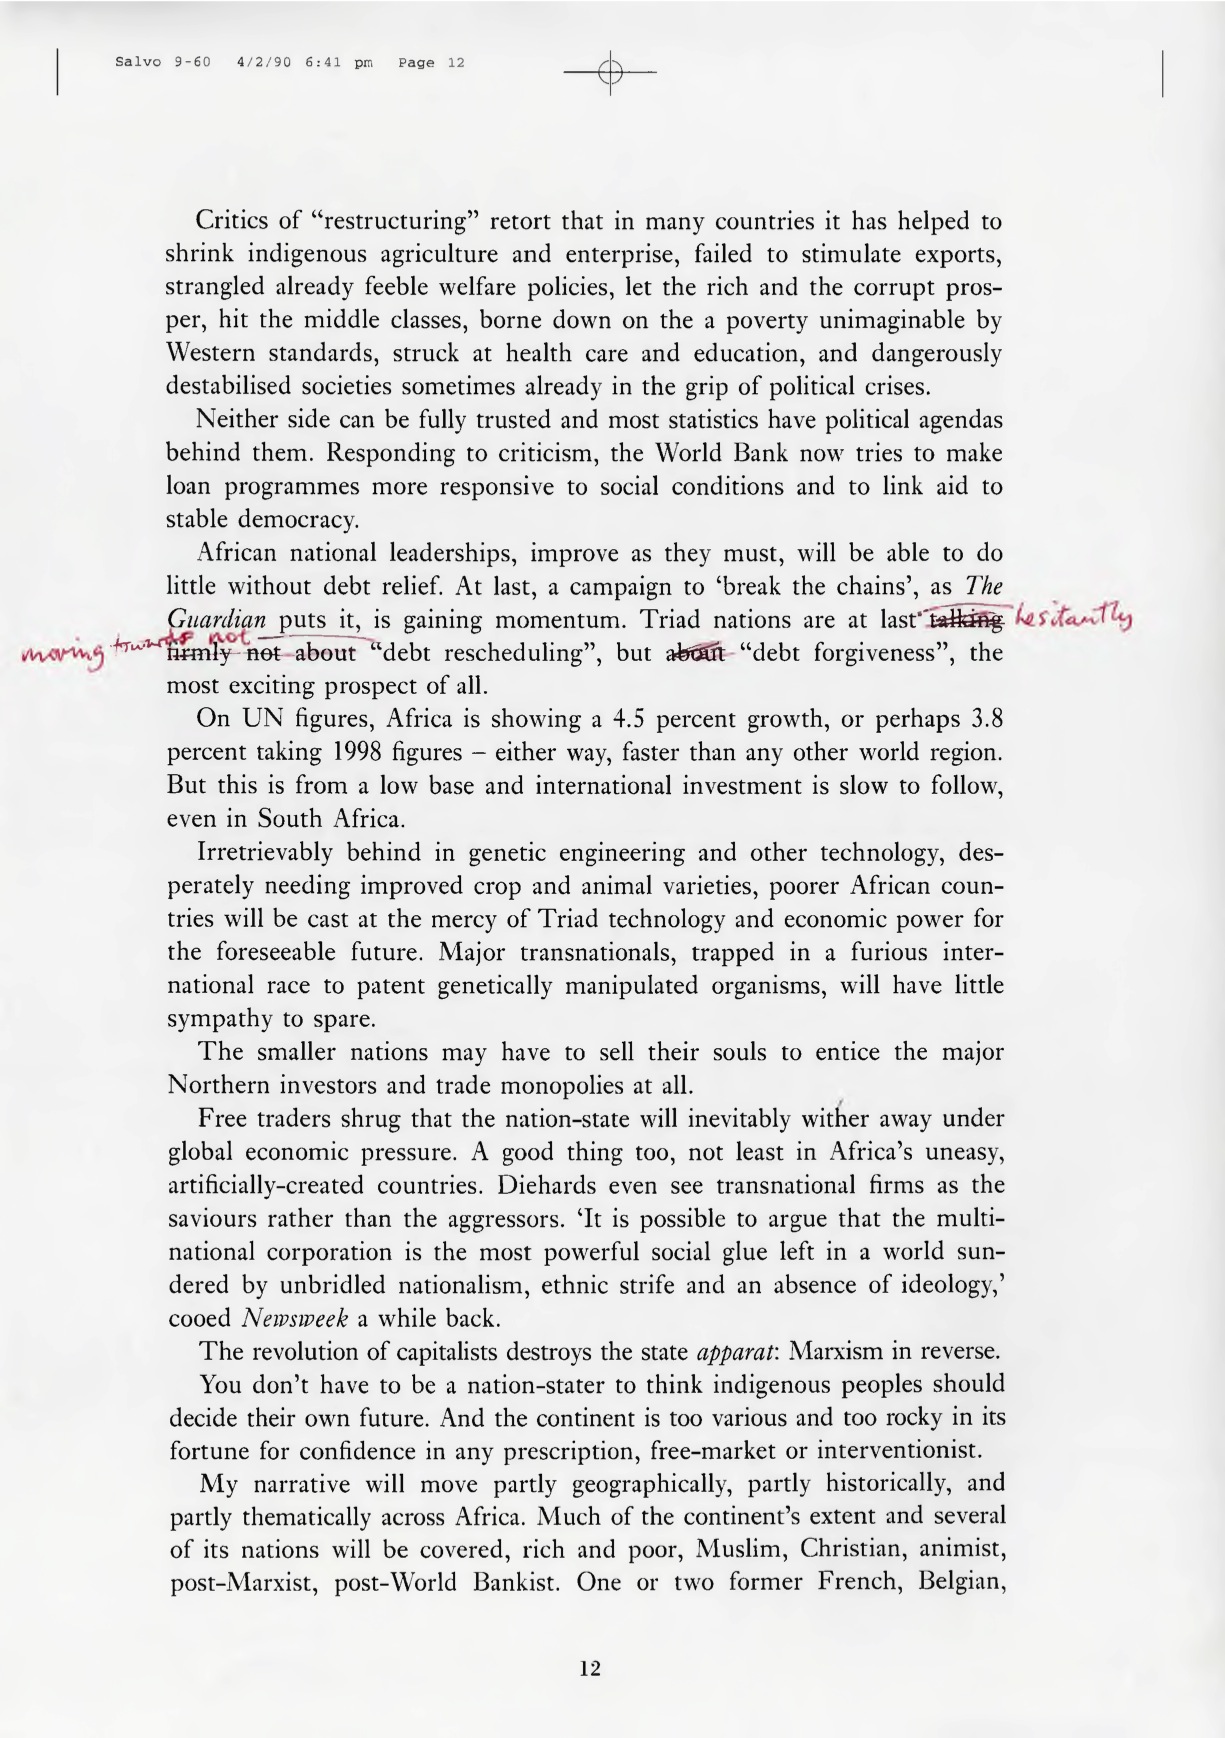 Salvo 9-60 4/2/90 6:41 pm Page 12
Critics of “restructuring” retort that in many countries it has helped to
shrink indigenous agriculture and enterprise, failed to stimulate exports,
strangled already feeble welfare policies, let the rich and the corrupt pros-
per, hit the middle classes, borne down on the a poverty unimaginable by
Western standards, struck at health care and education, and dangerously
destabilised societies sometimes already in the grip of political crises.
Neither side can be fully trusted and most statistics have political agendas
behind them. Responding to criticism, the World Bank now tries to make
loan programmes more responsive to social conditions and to link aid to
stable democracy.
African national leaderships, improve as they must, will be able to do
little without debt relief. At last, a campaign to ‘break the chains’, as The
Guardian puts it, is gaining momentum. Triad nations are at last talking hesitantly
moving towards not
firmly not about “debt rescheduling”, but about “debt forgiveness”, the
most exciting prospect of all.
On UN figures, Africa is showing a 4.5 percent growth, or perhaps 3.8
percent taking 1998 figures – either way, faster than any other world region.
But this is from a low base and international investment is slow to follow,
even in South Africa.
Irretrievably behind in genetic engineering and other technology, des-
perately needing improved crop and animal varieties, poorer African coun-
tries will be cast at the mercy of Triad technology and economic power for
the foreseeable future. Major transnationals, trapped in a furious inter-
national race to patent genetically manipulated organisms, will have little
sympathy to spare.
The smaller nations may have to sell their souls to entice the major
Northern investors and trade monopolies at all.
Free traders shrug that the nation-state will inevitably wither away under
global economic pressure. A good thing too, not least in Africa’s uneasy,
artificially-created countries. Diehards even see transnational firms as the
saviours rather than the aggressors. ‘It is possible to argue that the multi-
national corporation is the most powerful social glue left in a world sun-
dered by unbridled nationalism, ethnic strife and an absence of ideology,’
cooed Newsweek a while back.
The revolution of capitalists destroys the state apparat: Marxism in reverse.
You don’t have to be a nation-stater to think indigenous peoples should
decide their own future. And the continent is too various and too rocky in its
fortune for confidence in any prescription, free-market or interventionist.
My narrative will move partly geographically, partly historically, and
partly thematically across Africa. Much of the continent’s extent and several
of its nations will be covered, rich and poor, Muslim, Christian, animist,
post-Marxist, post-World Bankist. One or two former French, Belgian,
12